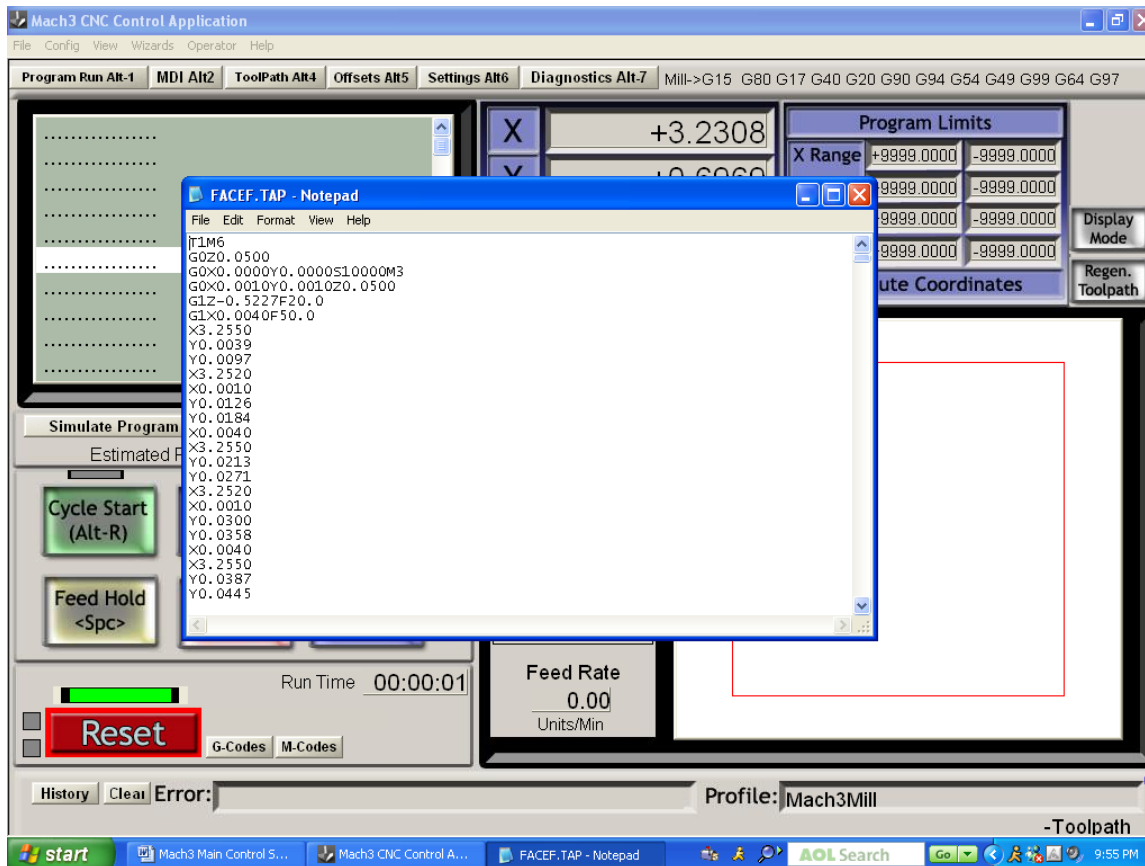 Mach3 CNC Control Application
File Config View Wizards Operator Help
Program Run Alt-1 MDI Alt2 ToolPath Alt4 Offsets Alt5 Settings Alt6 Diagnostics Alt-7 Mill->G15 G80 G17 G40 G20 G90 G94 G54 G49 G99 G64 G97
.................
.................
.................
.................
.................
.................
.................
.................
.................
.................
X +3.2308
Program Limits
X Range +9999.0000 -9999.0000
Y +0.6969
9999.0000 -9999.0000
9999.0000 -9999.0000
9999.0000 -9999.0000
Display
Mode
ute Coordinates
Regen.
Toolpath
FACEF.TAP - Notepad
File Edit Format View Help
T1M6
G0Z0.0500
G0X0.0000Y0.0000S10000M3
G0X0.0010Y0.0010Z0.0500
G1Z-0.5227F20.0
G1X0.0040F50.0
X3.2550
Y0.0039
Y0.0097
X3.2520
X0.0010
Y0.0126
Y0.0184
X0.0040
X3.2550
Y0.0213
Y0.0271
X3.2520
X0.0010
Y0.0300
Y0.0358
X0.0040
X3.2550
Y0.0387
Y0.0445
Simulate Program
Estimated
Cycle Start
(Alt-R)
Feed Hold
<Spc>
Run Time 00:00:01
Feed Rate
0.00
Units/Min
Reset
G-Codes M-Codes
History Clear Error:
Profile: Mach3Mill
-Toolpath
start Mach3 Main Control S... Mach3 CNC Control A... FACEF.TAP - Notepad AOL Search Go 9:55 PM